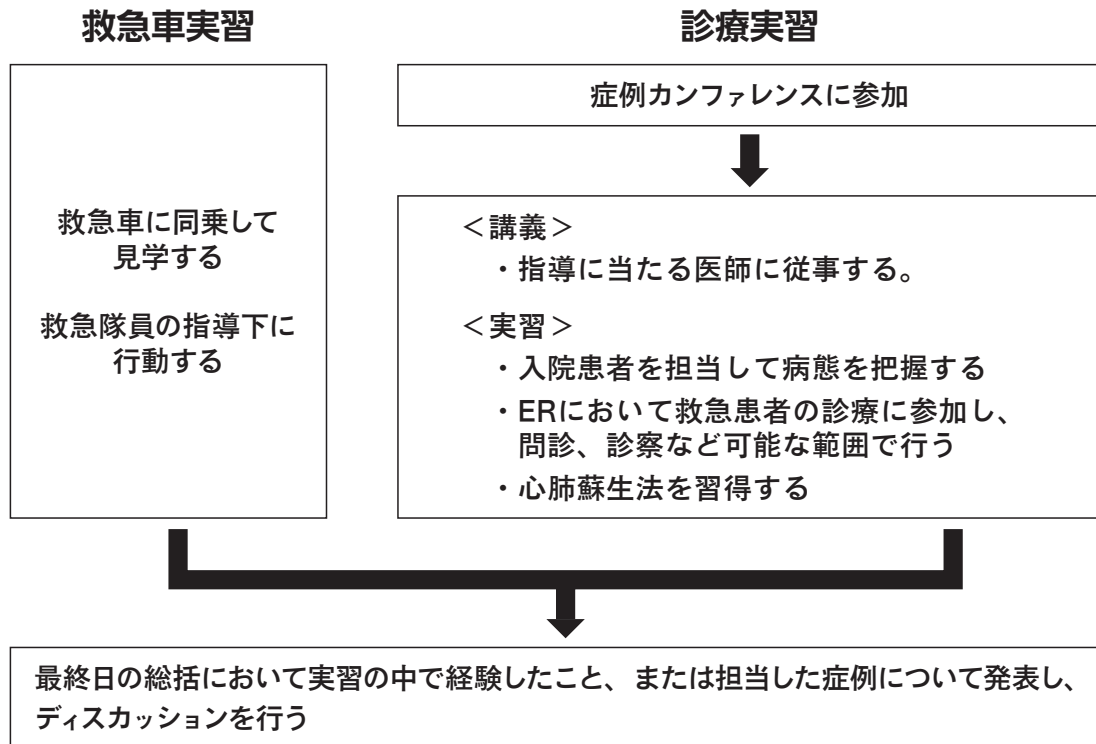 救急車実習
救急車に同乗して
見学する
救急隊員の指導下に
行動する
診療実習
症例カンファレンスに参加
＜講義＞
・指導に当たる医師に従事する。
＜実習＞
・入院患者を担当して病態を把握する
・ERにおいて救急患者の診療に参加し、
問診、診察など可能な範囲で行う
・心肺蘇生法を習得する
最終日の総括において実習の中で経験したこと、または担当した症例について発表し、
ディスカッションを行う